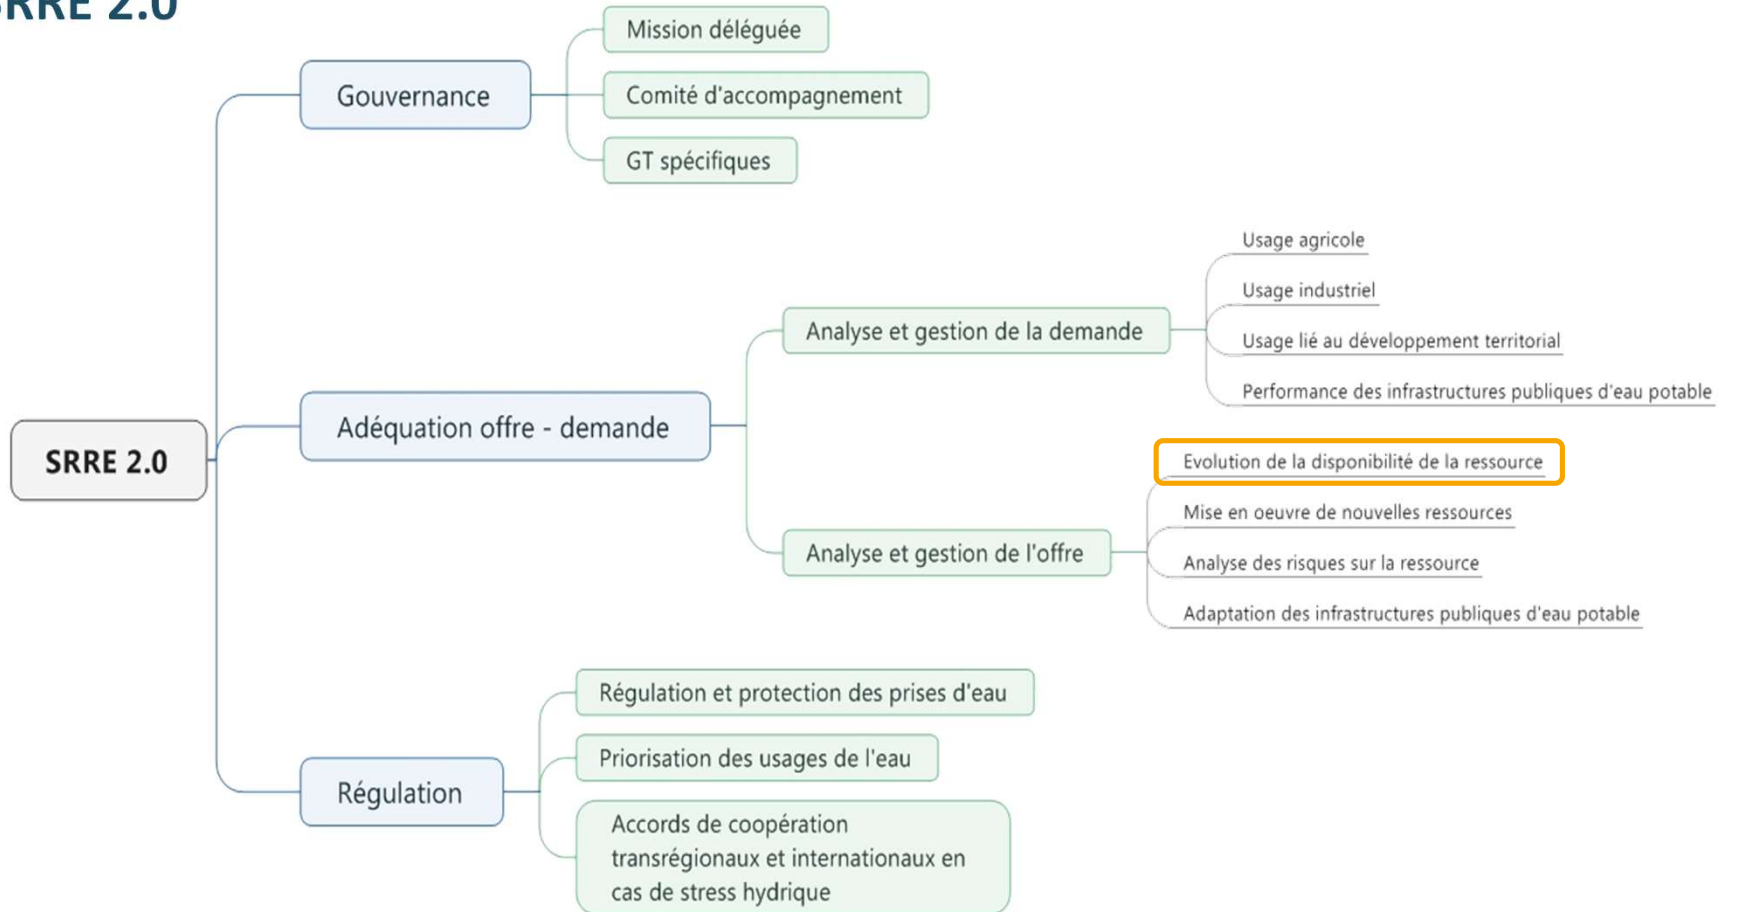 SRRE 2.0
Mission déléguée
Gouvernance
Comité d'accompagnement
GT spécifiques
Usage agricole
Usage industriel
Analyse et gestion de la demande
Usage lié au développement territorial
Performance des infrastructures publiques d'eau potable
Adéquation offre - demande
SRRE 2.0
Evolution de la disponibilité de la ressource
Mise en oeuvre de nouvelles ressources
Analyse et gestion de l'offre
Analyse des risques sur la ressource
Adaptation des infrastructures publiques d'eau potable
Régulation et protection des prises d'eau
Priorisation des usages de l'eau
Régulation
Accords de coopération
transrégionaux et internationaux en
cas de stress hydrique